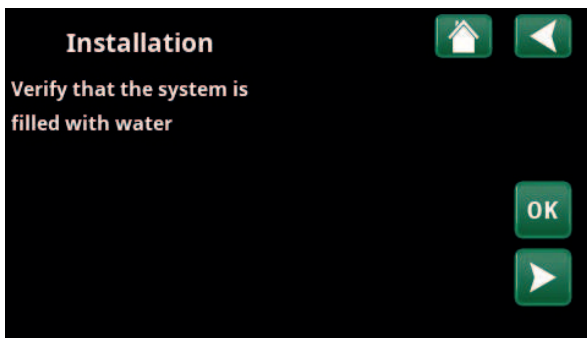 Installation
Verify that the system is
filled with water
OK